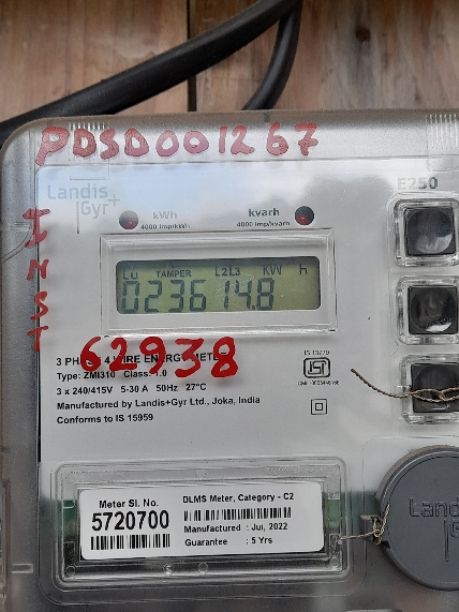 PDSD001267
Landis
Gyr+
E250
INST
kWh
4000 imp/kWh
kvarh
4000 imp/kvarh
Cu TAMPER L2L3 KW h
023614.8
62938
3 PHASE 4 WIRE ENERGY METER
Type: ZMI310 Class: 1.0
3 x 240/415V 5-30 A 50Hz 27°C
Manufactured by Landis+Gyr Ltd., Joka, India
Conforms to IS 15959
IS 13779
Meter Sl. No.
5720700
DLMS Meter, Category - C2
Manufactured : Jul, 2022
Guarantee : 5 Yrs
Landis
Gyr